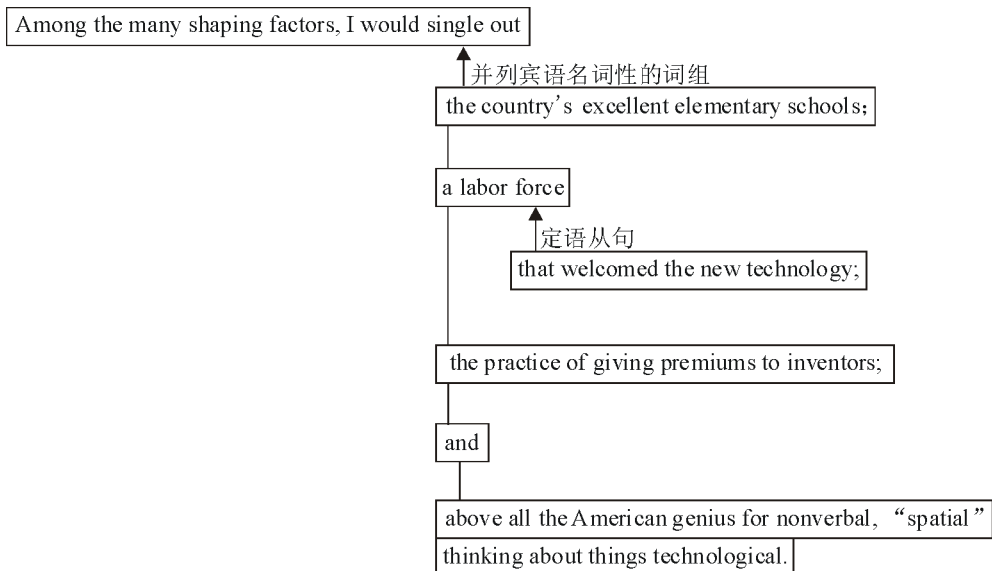 Among the many shaping factors, I would single out
并列宾语名词性的词组
the country’s excellent elementary schools;
a labor force
定语从句
that welcomed the new technology;
the practice of giving premiums to inventors;
and
above all the American genius for nonverbal, “spatial”
thinking about things technological.